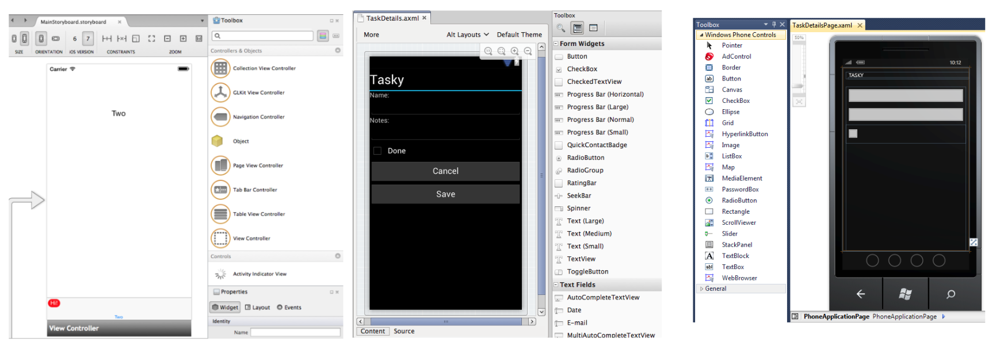 MainStoryboard.storyboard
6 7
SIZE ORIENTATION iOS VERSION CONSTRAINTS ZOOM
Carrier
Two
Hi!
Two
View Controller
Toolbox
Controllers & Objects
Collection View Controller
GLKit View Controller
Navigation Controller
Object
Page View Controller
Tab Bar Controller
Table View Controller
View Controller
Controls
Activity Indicator View
Properties
Widget Layout Events
Identity
Name
TaskDetails.axml
More Alt Layouts Default Theme
Tasky
Name:
Notes:
Done
Cancel
Save
Content Source
Toolbox
Form Widgets
Button
CheckBox
CheckedTextView
Progress Bar (Horizontal)
Progress Bar (Large)
Progress Bar (Normal)
Progress Bar (Small)
QuickContactBadge
RadioButton
RadioGroup
RatingBar
SeekBar
Spinner
Text (Large)
Text (Medium)
Text (Small)
TextView
ToggleButton
Text Fields
AutoCompleteTextView
Date
E-mail
MultiAutoCompleteTextView
Toolbox
Windows Phone Controls
Pointer
AdControl
Border
Button
Canvas
CheckBox
Ellipse
Grid
HyperlinkButton
Image
ListBox
Map
MediaElement
PasswordBox
RadioButton
Rectangle
ScrollViewer
Slider
StackPanel
TextBlock
TextBox
WebBrowser
General
TaskDetailsPage.xaml
50%
10:12
TASKY
PhoneApplicationPage PhoneApplicationPage